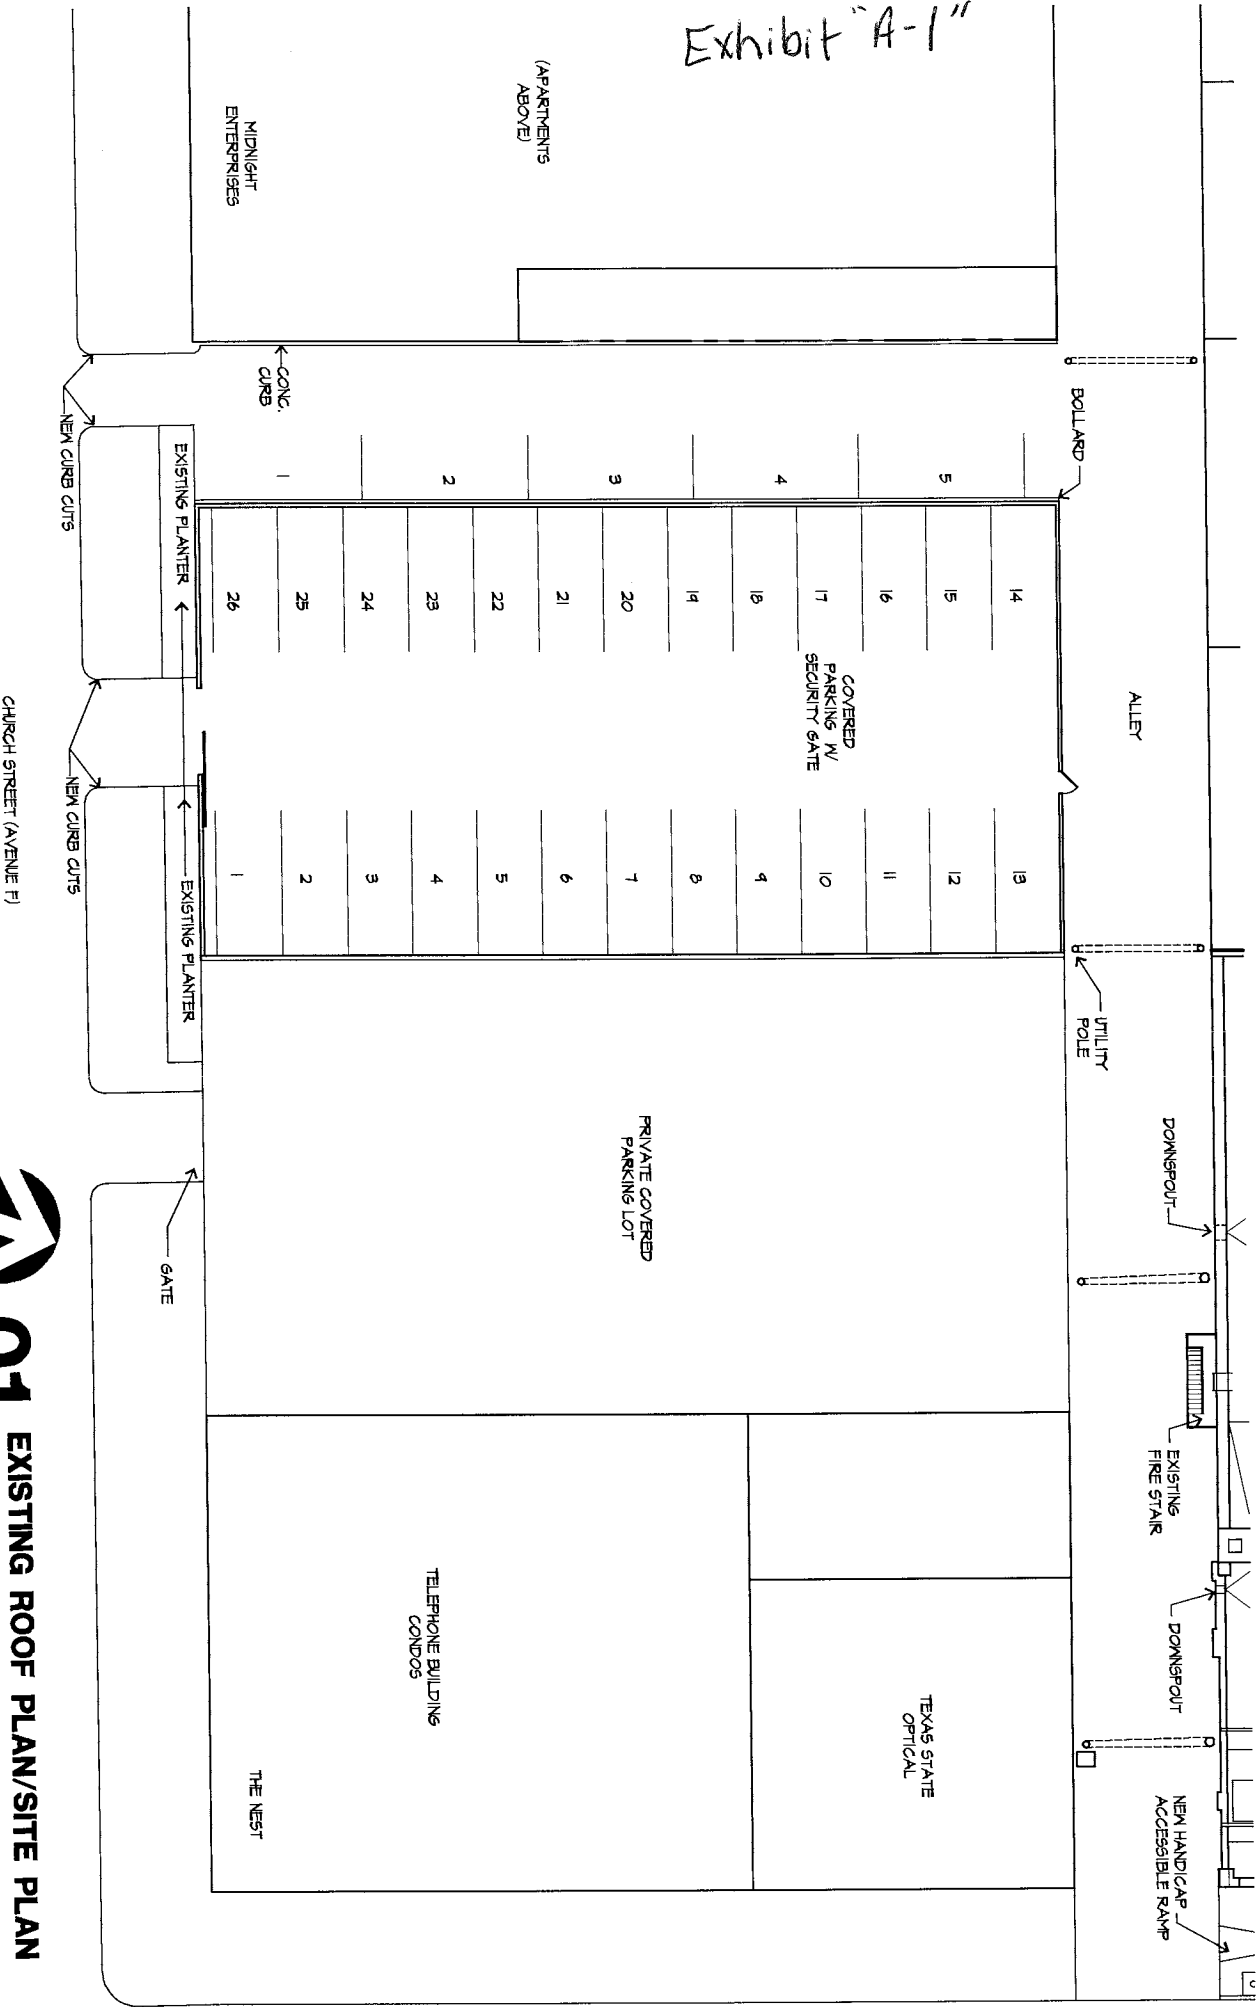 Exhibit "A-1"
(APARTMENTS
ABOVE)
MIDNIGHT
ENTERPRISES
CONC.
CURB
BOLLARD
NEW CURB CUTS
EXISTING PLANTER
1
2
3
4
5
ALLEY
14
15
16
17
18
19
20
21
22
23
24
25
26
COVERED
PARKING W/
SECURITY GATE
NEW CURB CUTS
CHURCH STREET (AVENUE F)
13
12
11
10
9
8
7
6
5
4
3
2
1
EXISTING PLANTER
UTILITY
POLE
DOWNSPOUT
PRIVATE COVERED
PARKING LOT
GATE
EXISTING
FIRE STAIR
DOWNSPOUT
TELEPHONE BUILDING
CONDOS
TEXAS STATE
OPTICAL
THE NEST
NEW HANDICAP
ACCESSIBLE RAMP
01 EXISTING ROOF PLAN/SITE PLAN